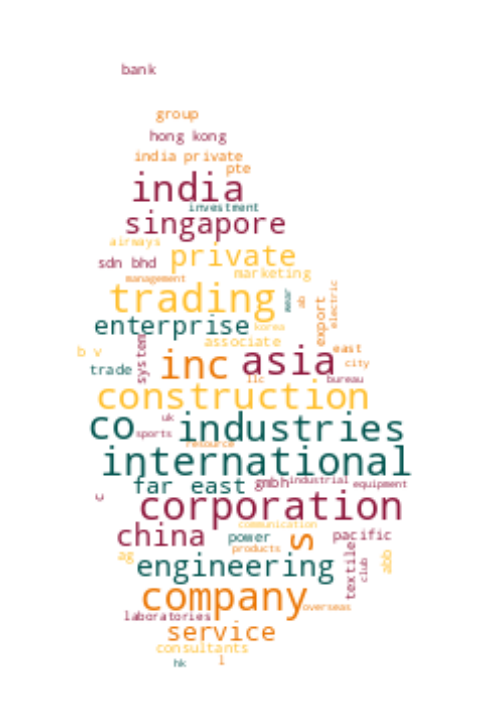 bank
group
hong kong
india private
pte
india
investment
singapore
airways
private
sdn bhd
marketing
management
trading
wear
ab
export
electric
enterprise
korea
system
associate
b v
east
trade
inc
asia
city
llc
bureau
construction
uk
co
sports
industries
resource
international
far east
gmbh
industrial
equipment
c
corporation
communication
china
power
s
pacific
products
textile
club
ag
abb
engineering
company
overseas
laboratories
service
consultants
hk
l